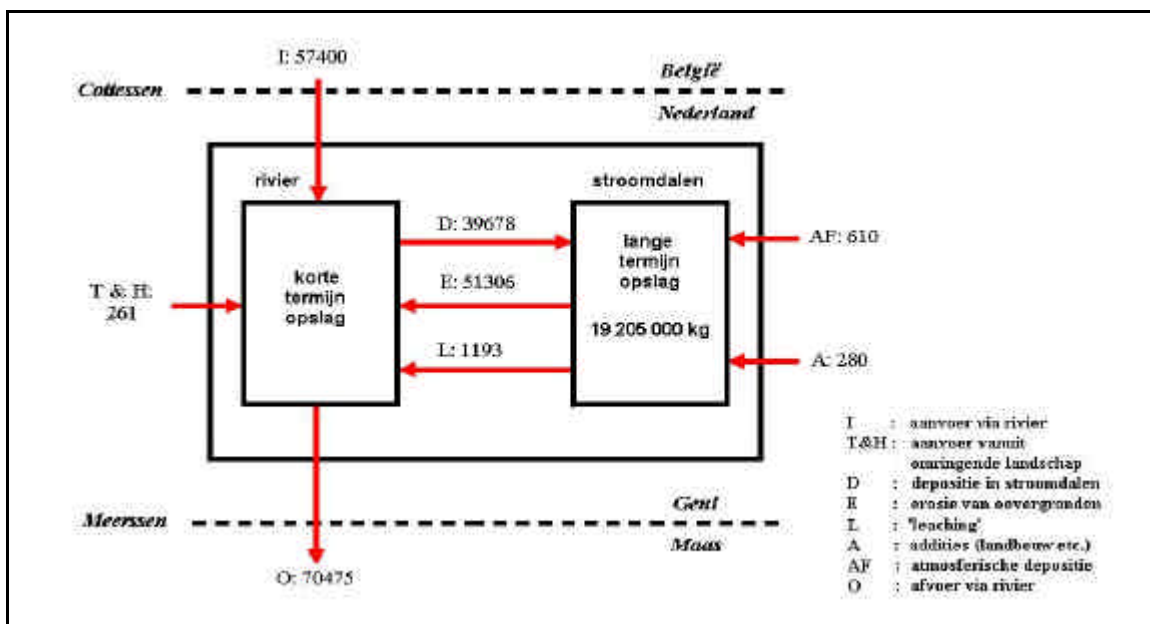 I: 57400
België
Cottessen
Nederland
rivier
stroomdalen
D: 39678
lange
termijn
opslag
AF: 610
korte
termijn
opslag
E: 51306
T & H:
261
19 205 000 kg
L: 1193
A: 280
I : aanvoer via rivier
T&H : aanvoer vanuit
omringende landschap
D : depositie in stroomdalen
E : erosie van oevergronden
L : 'leaching'
A : addities (landbouw etc.)
AF : atmosferische depositie
O : afvoer via rivier
Geul
Meerssen
Maas
O: 70475